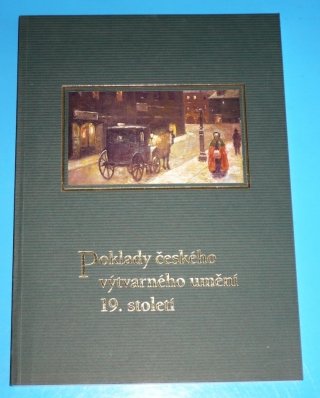 Poklady českého
výtvarného umění
19. století